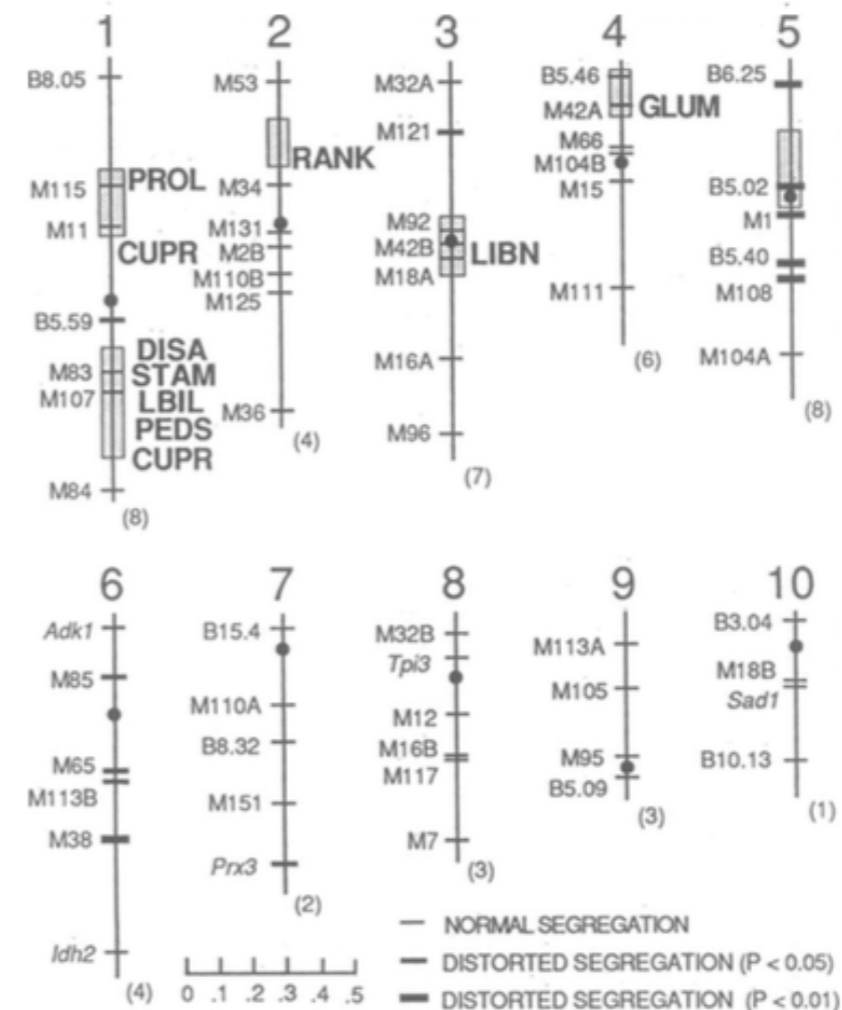 1 2 3 4 5
B8.05
M115
PROL
M11
CUPR
B5.59
DISA
M83 STAM
M107 LBIL
PEDS
CUPR
M84
(8)
M53
RANK
M34
M131
M2B
M110B
M125
M36
(4)
M32A
M121
M92
M42B LIBN
M18A
M16A
M96
(7)
B5.46
M42A GLUM
M66
M104B
M15
M111
(6)
B6.25
B5.02
M1
B5.40
M108
M104A
(8)
6 7 8 9 10
Adk1
M85
M65
M113B
M38
Idh2
(4)
B15.4
M110A
B8.32
M151
Prx3
(2)
M32B
Tpi3
M12
M16B
M117
M7
(3)
M113A
M105
M95
B5.09
(3)
B3.04
M18B
Sad1
B10.13
(1)
0 .1 .2 .3 .4 .5
NORMAL SEGREGATION
DISTORTED SEGREGATION (P < 0.05)
DISTORTED SEGREGATION (P < 0.01)